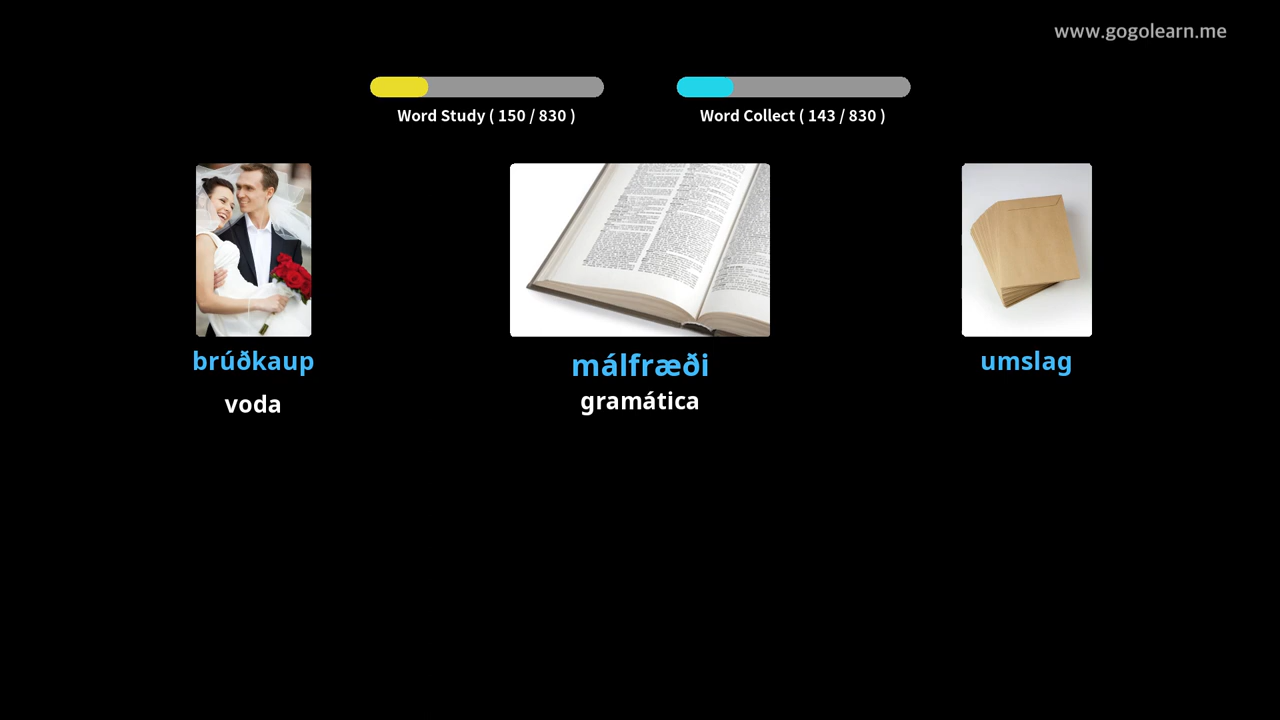 www.gogolearn.me
Word Study ( 150 / 830 )
Word Collect ( 143 / 830 )
brúðkaup
málfræði
umslag
voda
gramática